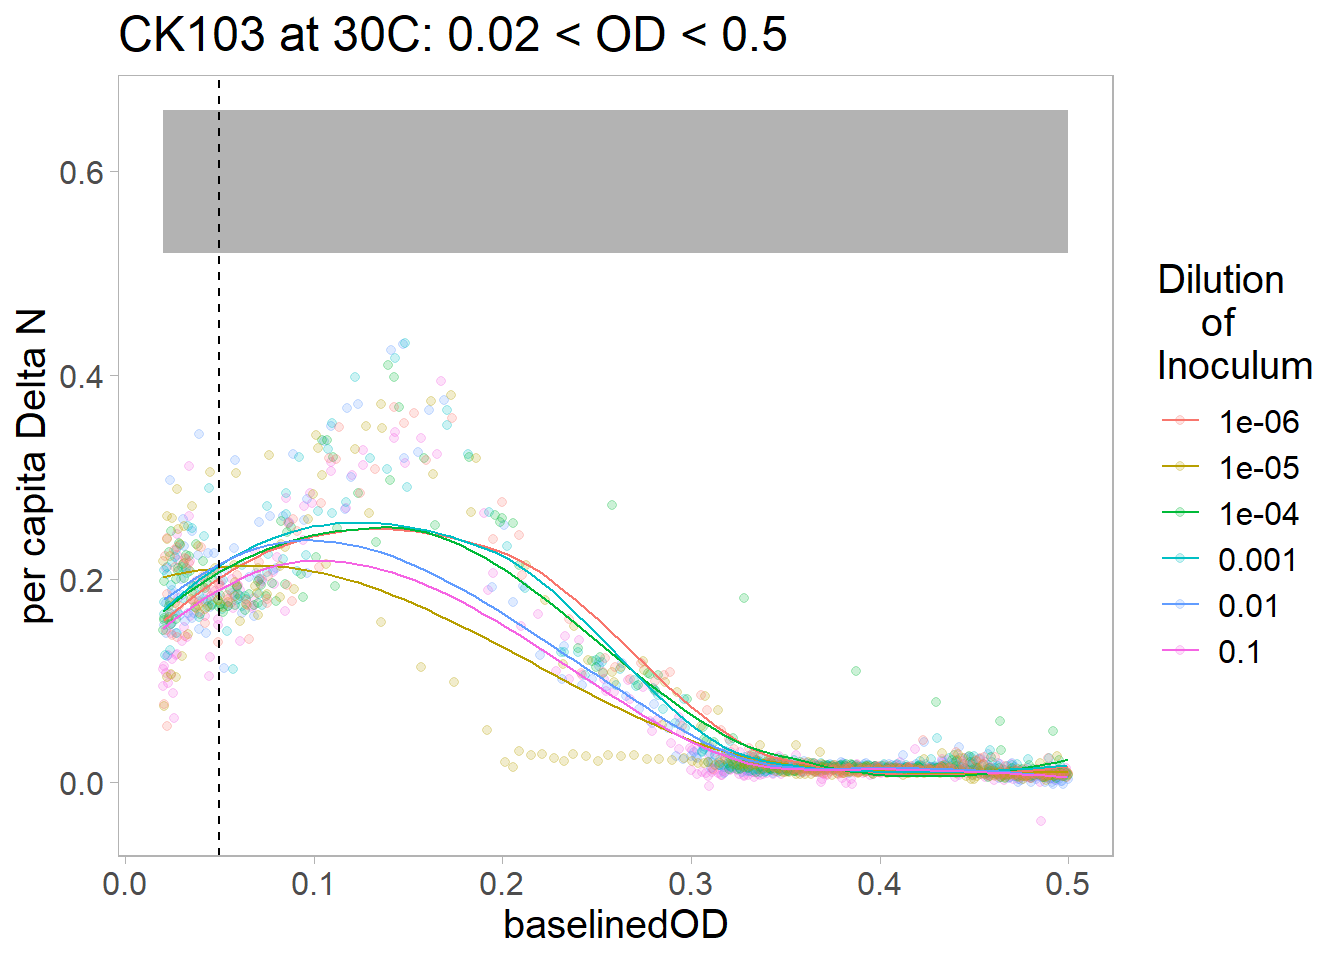 CK103 at 30C: 0.02 < OD < 0.5
per capita Delta N
0.6
0.4
0.2
0.0
0.0 0.1 0.2 0.3 0.4 0.5
baselinedOD
Dilution
of
Inoculum
1e-06
1e-05
1e-04
0.001
0.01
0.1